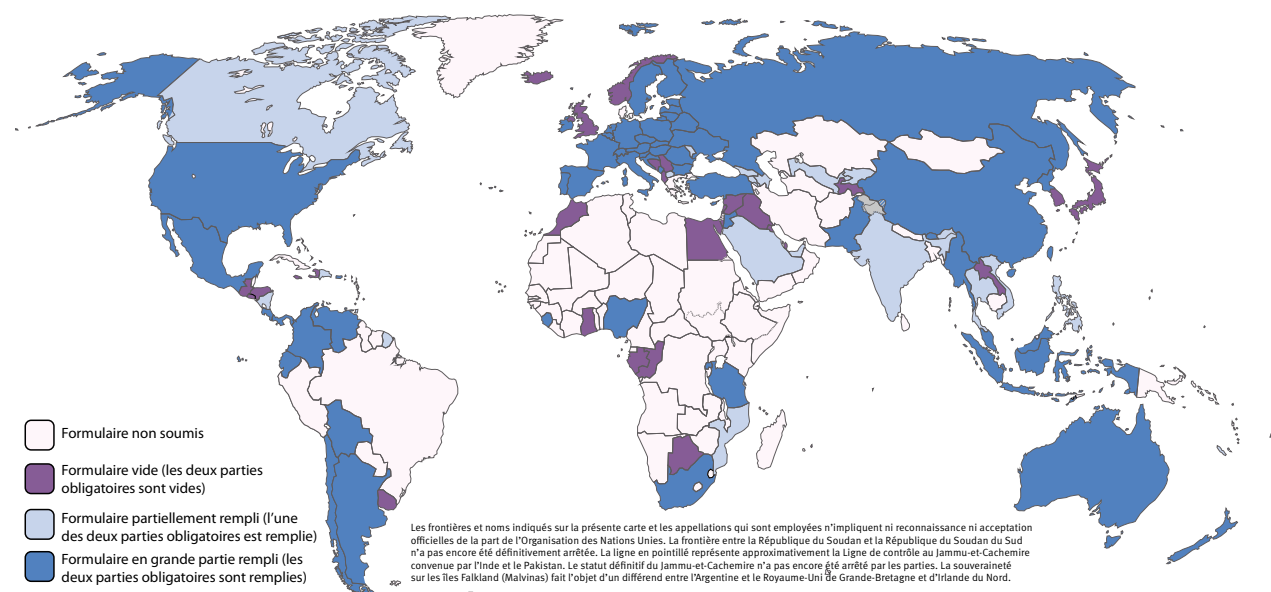 Formulaire non soumis
Formulaire vide (les deux parties
obligatoires sont vides)
Formulaire partiellement rempli (l’une
des deux parties obligatoires est remplie)
Formulaire en grande partie rempli (les
deux parties obligatoires sont remplies)
Les frontières et noms indiqués sur la présente carte et les appellations qui sont employées n’impliquent ni reconnaissance ni acceptation
officielles de la part de l’Organisation des Nations Unies. La frontière entre la République du Soudan et la République du Soudan du Sud
n’a pas encore été définitivement arrêtée. La ligne en pointillé représente approximativement la Ligne de contrôle au Jammu-et-Cachemire
convenue par l’Inde et le Pakistan. Le statut définitif du Jammu-et-Cachemire n’a pas encore été arrêté par les parties. La souveraineté
sur les îles Falkland (Malvinas) fait l’objet d’un différend entre l’Argentine et le Royaume-Uni de Grande-Bretagne et d’Irlande du Nord.